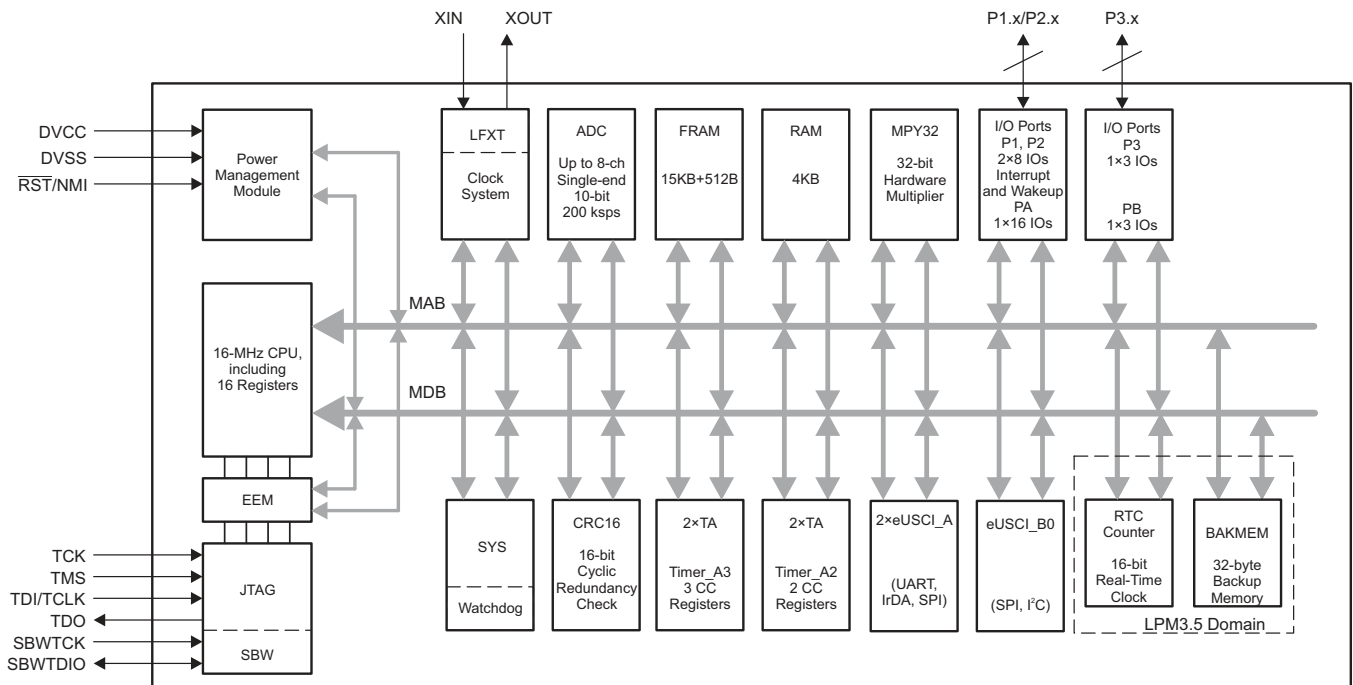 XIN
XOUT
P1.x/P2.x
P3.x
DVCC
DVSS
RST/NMI
Power
Management
Module
LFXT
Clock
System
ADC
Up to 8-ch
Single-end
10-bit
200 ksps
FRAM
15KB+512B
RAM
4KB
MPY32
32-bit
Hardware
Multiplier
I/O Ports
P1, P2
2×8 IOs
Interrupt
and Wakeup
PA
1×16 IOs
I/O Ports
P3
1×3 IOs
PB
1×3 IOs
MAB
16-MHz CPU,
including
16 Registers
MDB
EEM
TCK
TMS
TDI/TCLK
TDO
SBWTCK
SBWTDIO
JTAG
SBW
SYS
Watchdog
CRC16
16-bit
Cyclic
Redundancy
Check
2×TA
Timer_A3
3 CC
Registers
2×TA
Timer_A2
2 CC
Registers
2×eUSCI_A
(UART,
IrDA, SPI)
eUSCI_B0
(SPI, I²C)
RTC
Counter
16-bit
Real-Time
Clock
BAKMEM
32-byte
Backup
Memory
LPM3.5 Domain